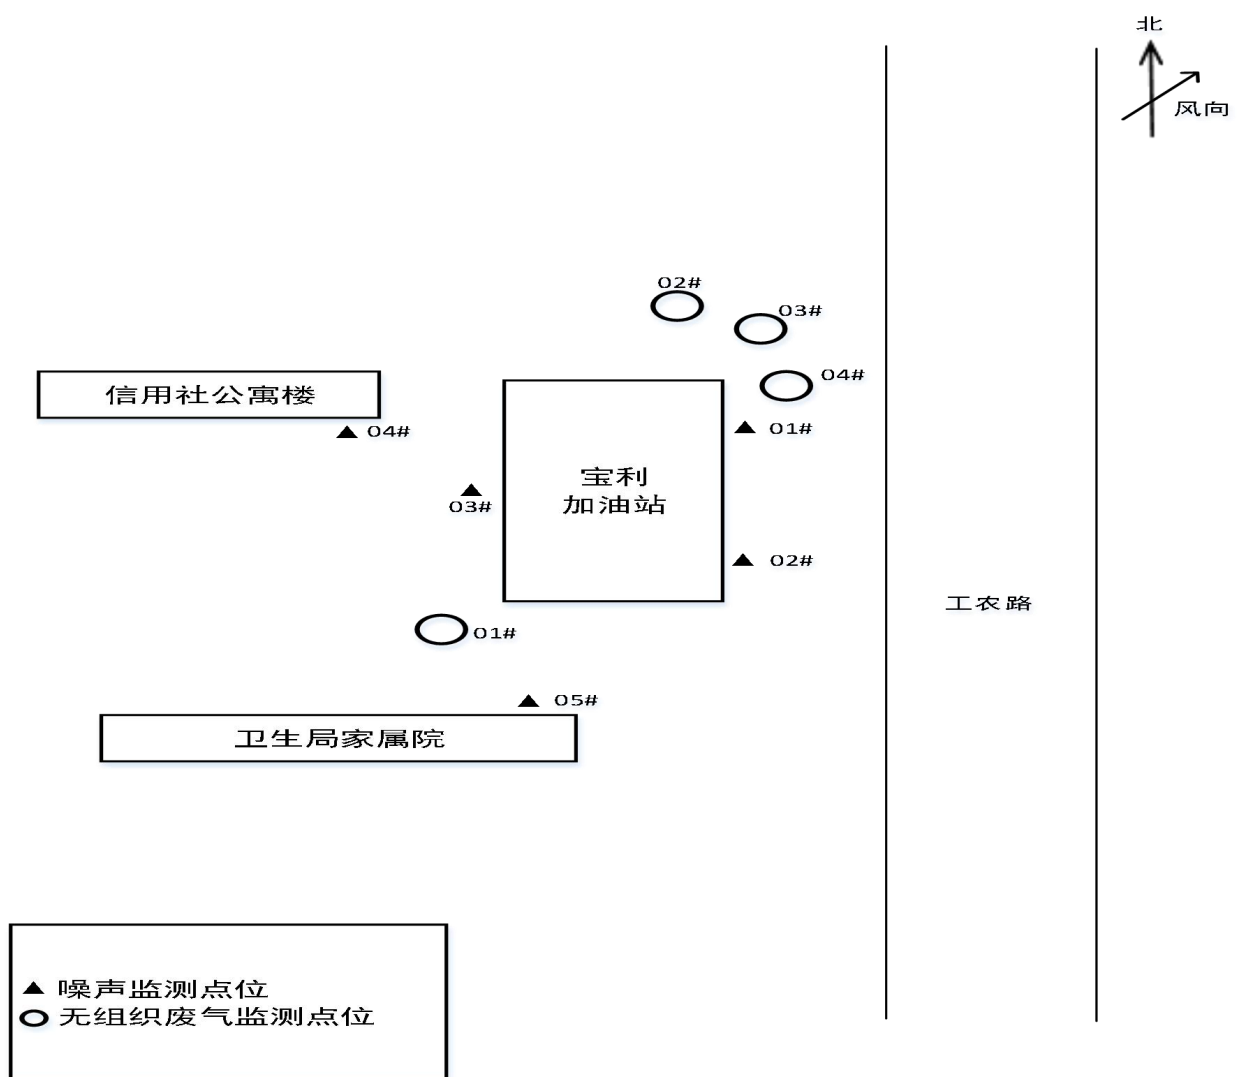 北
风向
02#
03#
04#
信用社公寓楼
04#
01#
宝利
加油站
03#
02#
工农路
01#
05#
卫生局家属院
噪声监测点位
无组织废气监测点位